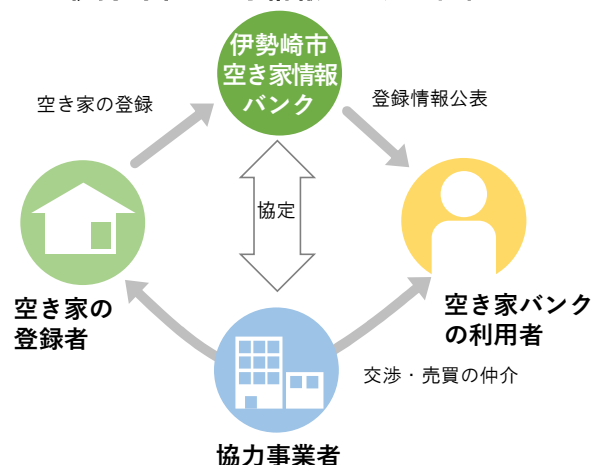 伊勢崎市
空き家情報
バンク
空き家の登録
登録情報公表
協定
空き家の
登録者
空き家バンク
の利用者
交渉・売買の仲介
協力事業者